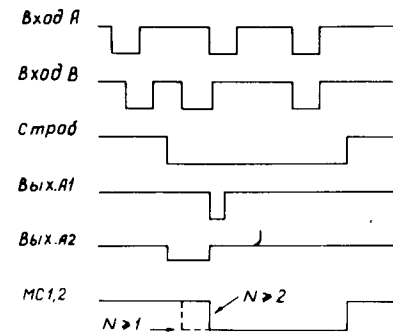 Вход А
Вход В
Строб
Вых.А1
Вых.А2
МС1,2
N⩾2
N⩾1